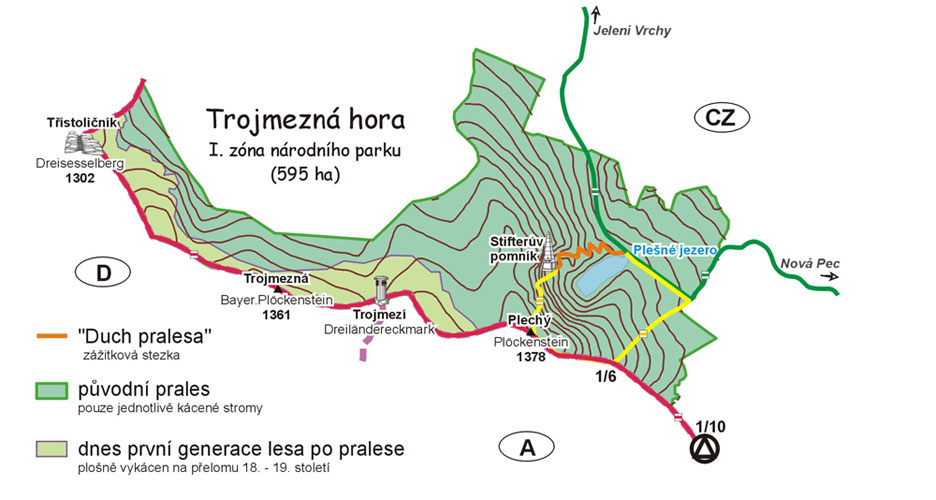 Jelení Vrchy
CZ
Trojmezná hora
I. zóna národního parku
(595 ha)
Třístoličník
Dreisesselberg
1302
Stifterův
pomník
Plešné jezero
Nová Pec
D
Trojmezná
Bayer.Plöckenstein
1361
Trojmezí
Dreiländereckmark
Plechý
Plöckenstein
1378
1/6
1/10
A
"Duch pralesa"
zážitková stezka
původní prales
pouze jednotlivě kácené stromy
dnes první generace lesa po pralese
plošně vykácen na přelomu 18. - 19. století